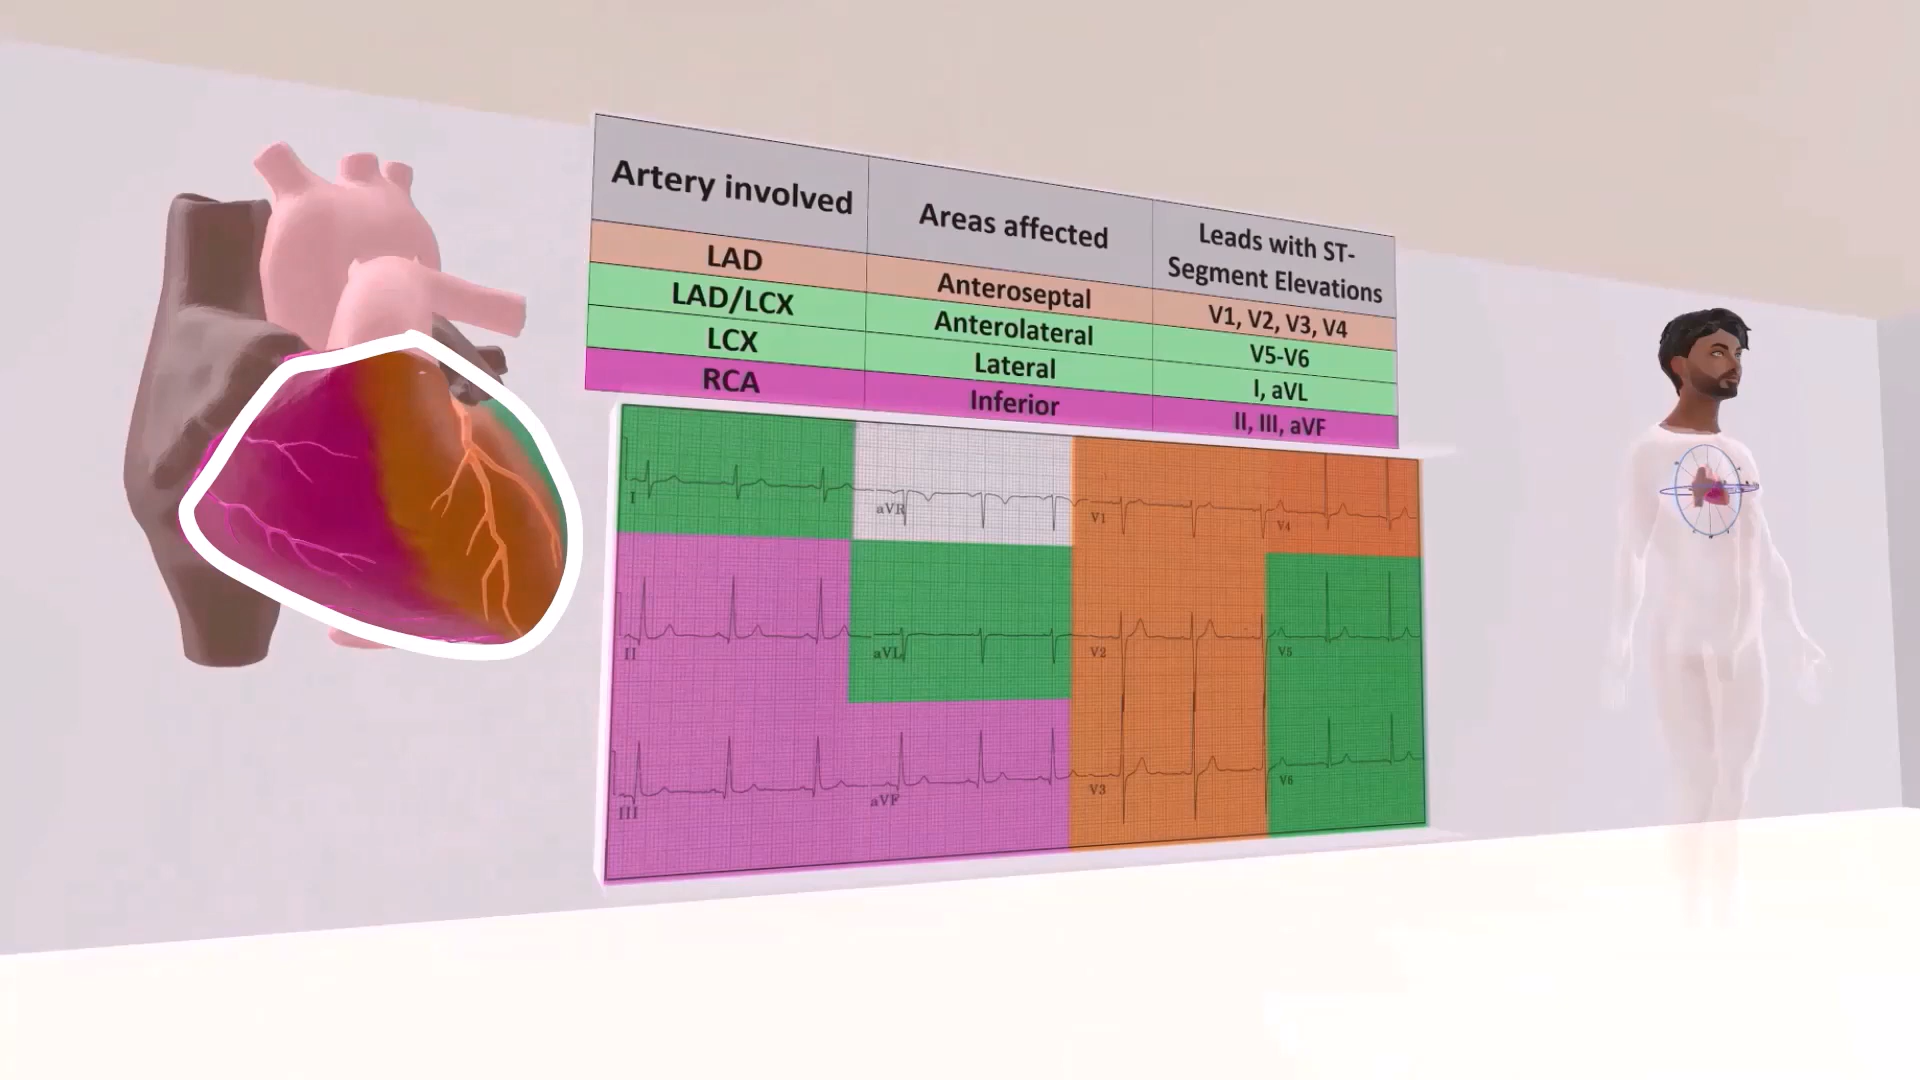 Artery involved
Areas affected
Leads with ST-
Segment Elevations
LAD
Anteroseptal
V1, V2, V3, V4
LAD/LCX
Anterolateral
V5-V6
LCX
Lateral
I, aVL
RCA
Inferior
II, III, aVF
I
aVR
V1
V4
II
aVL
V2
V5
III
aVF
V3
V6